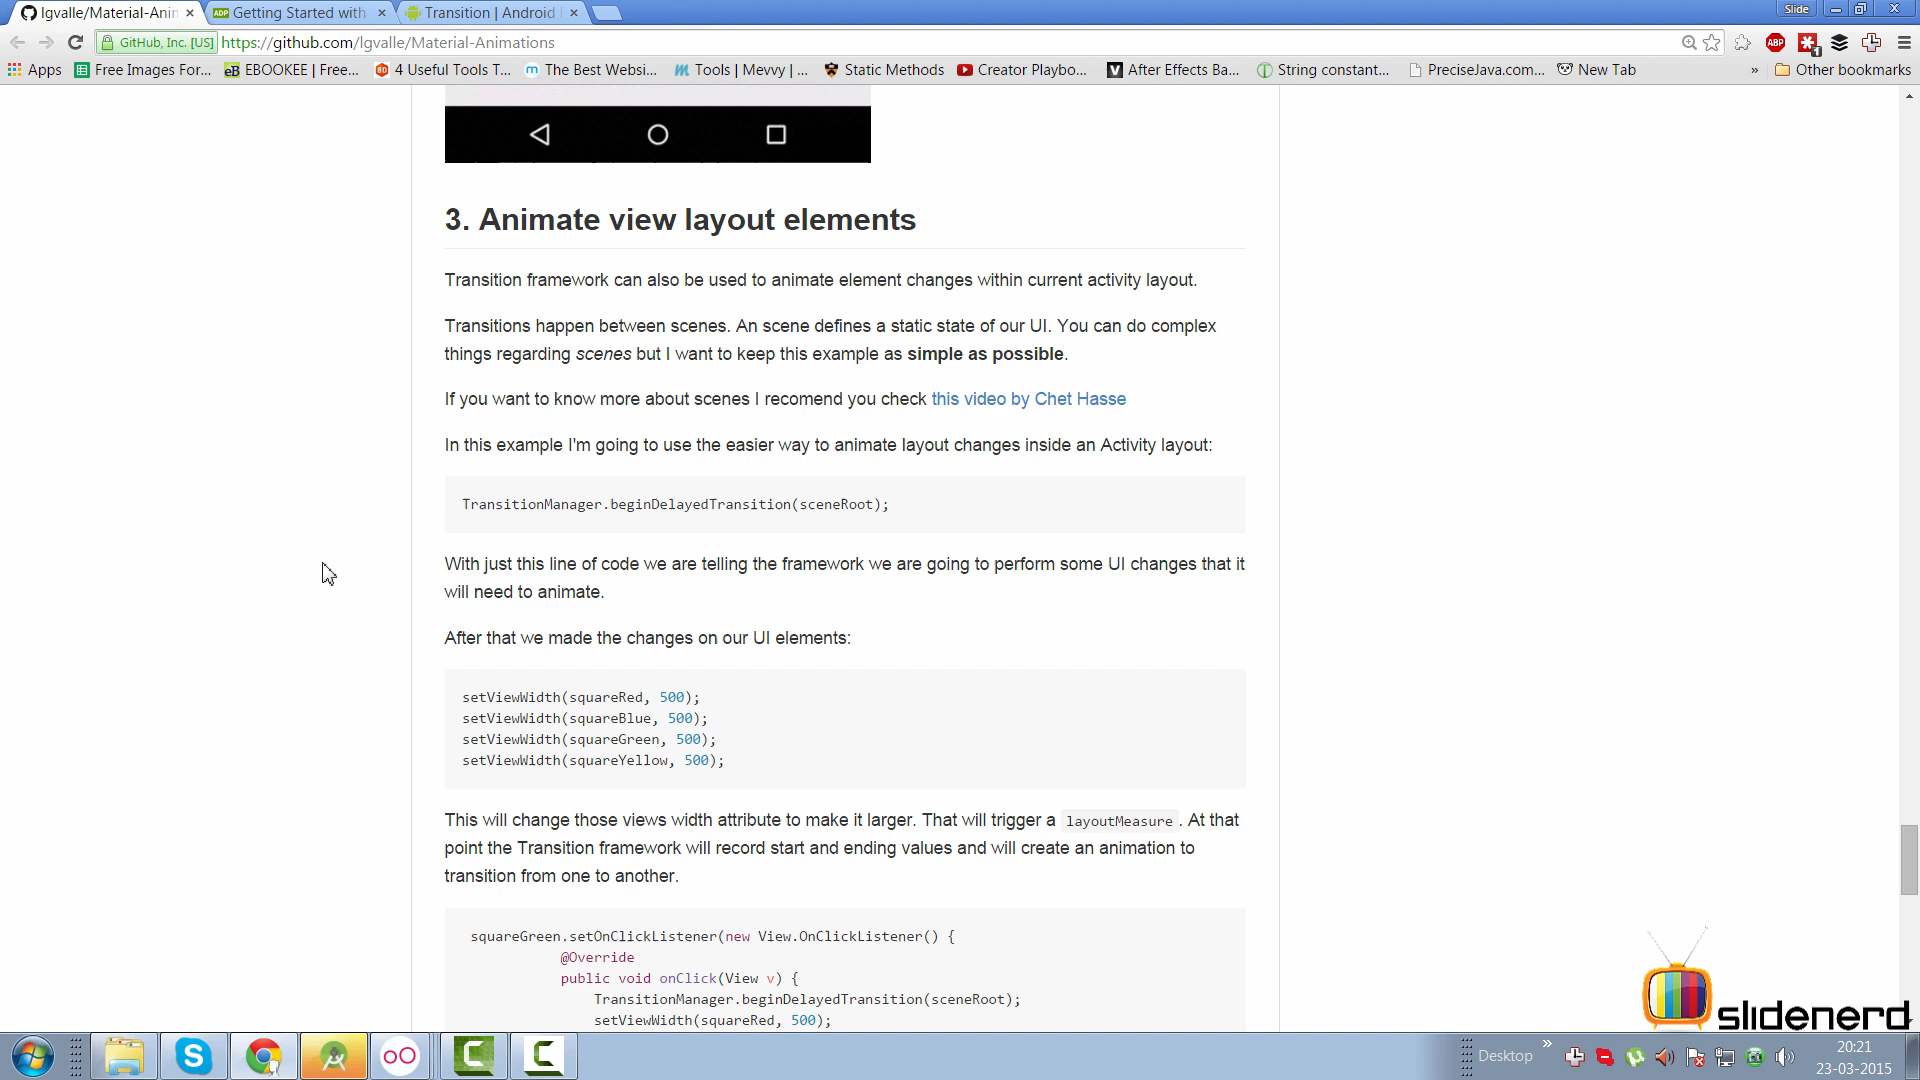 lgvalle/Material-Anim
Getting Started with
Transition | Android
Slide
GitHub, Inc. [US]
https://github.com/lgvalle/Material-Animations
ABP
1
Apps
Free Images For...
EBOOKEE | Free...
4 Useful Tools T...
The Best Websi...
Tools | Mevvy | ...
Static Methods
Creator Playbo...
After Effects Ba...
String constant...
PreciseJava.com...
New Tab
»
Other bookmarks
3. Animate view layout elements
Transition framework can also be used to animate element changes within current activity layout.
Transitions happen between scenes. An scene defines a static state of our UI. You can do complex
things regarding scenes but I want to keep this example as simple as possible.
If you want to know more about scenes I recomend you check this video by Chet Hasse
In this example I'm going to use the easier way to animate layout changes inside an Activity layout:
TransitionManager.beginDelayedTransition(sceneRoot);
With just this line of code we are telling the framework we are going to perform some UI changes that it
will need to animate.
After that we made the changes on our UI elements:
setViewWidth(squareRed, 500);
setViewWidth(squareBlue, 500);
setViewWidth(squareGreen, 500);
setViewWidth(squareYellow, 500);
This will change those views width attribute to make it larger. That will trigger a layoutMeasure. At that
point the Transition framework will record start and ending values and will create an animation to
transition from one to another.
squareGreen.setOnClickListener(new View.OnClickListener() {
@Override
public void onClick(View v) {
TransitionManager.beginDelayedTransition(sceneRoot);
setViewWidth(squareRed, 500);
slidenerd
Desktop
»
20:21
23-03-2015